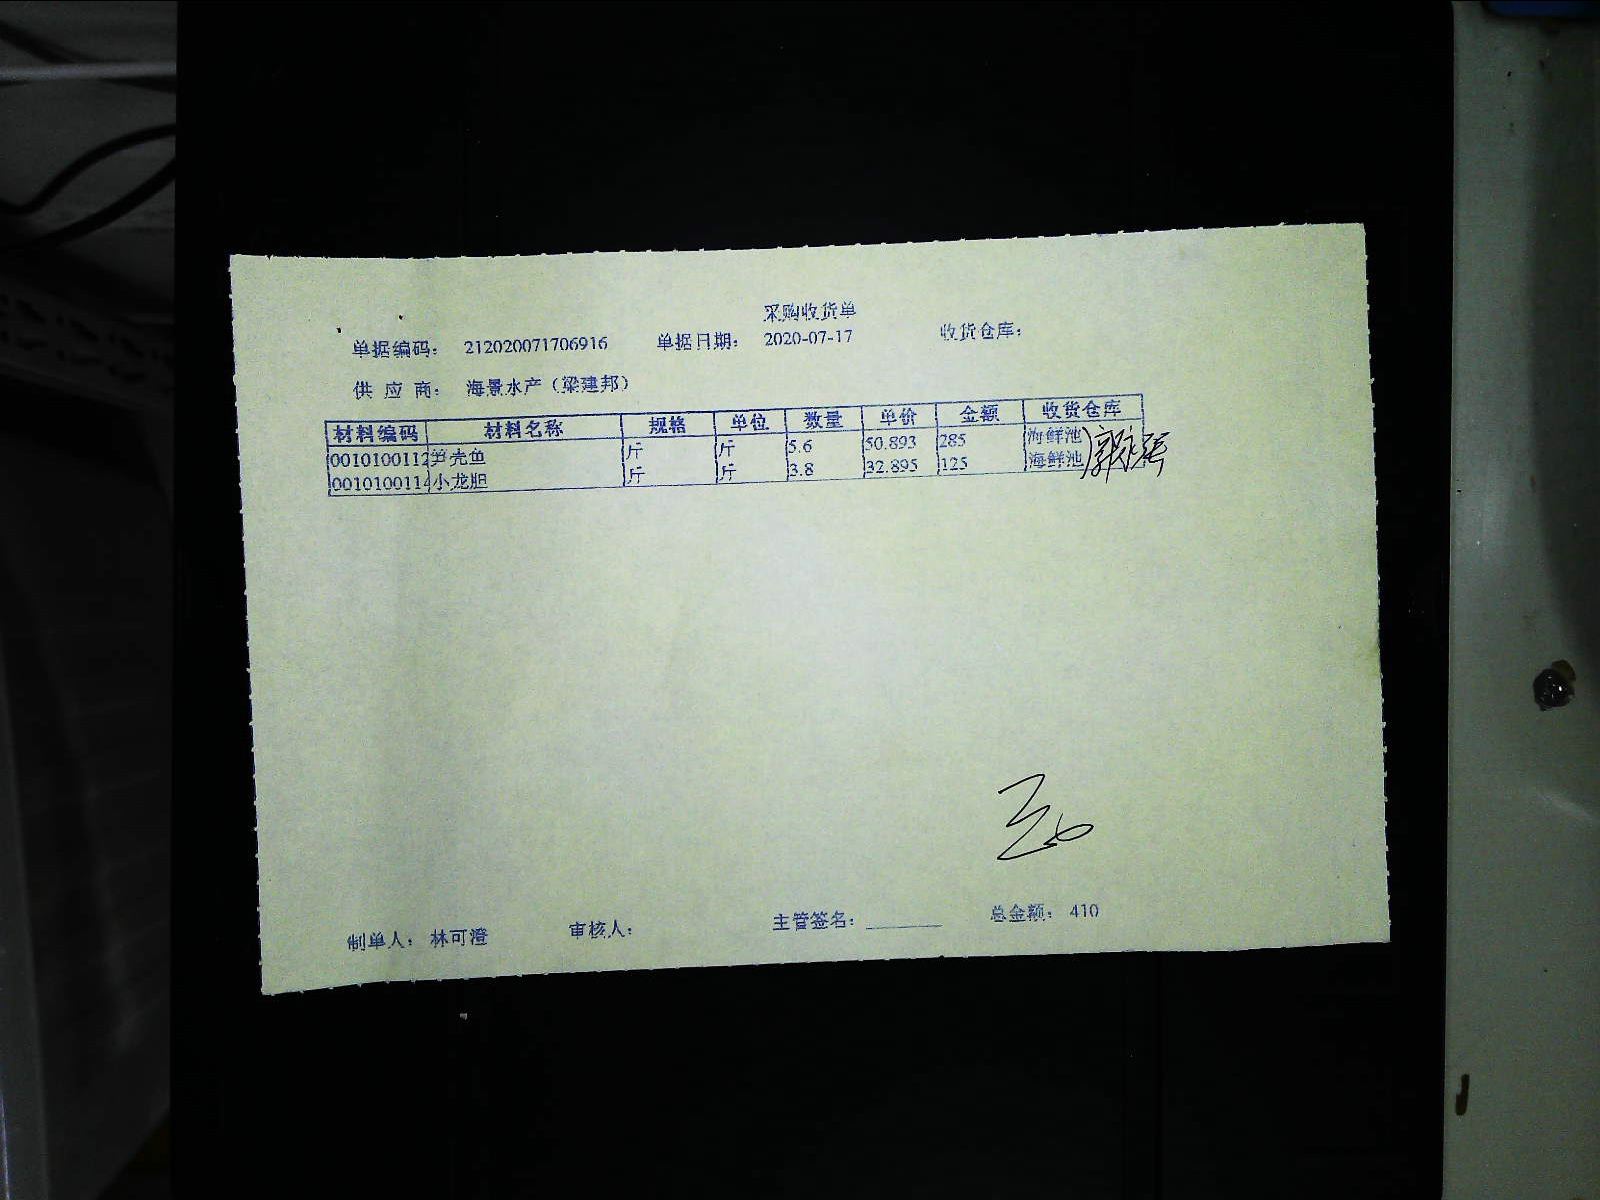 采购收货单
单据编码： 212020071706916 单据日期： 2020-07-17 收货仓库：
供 应 商： 海景水产（梁建邦）
材料编码 材料名称 规格 单位 数量 单价 金额 收货仓库
0010100112 笋壳鱼 斤 斤 5.6 50.893 285 海鲜池
0010100114 小龙胆 斤 斤 3.8 32.895 125 海鲜池
制单人： 林可澄 审核人： 主管签名： 总金额： 410